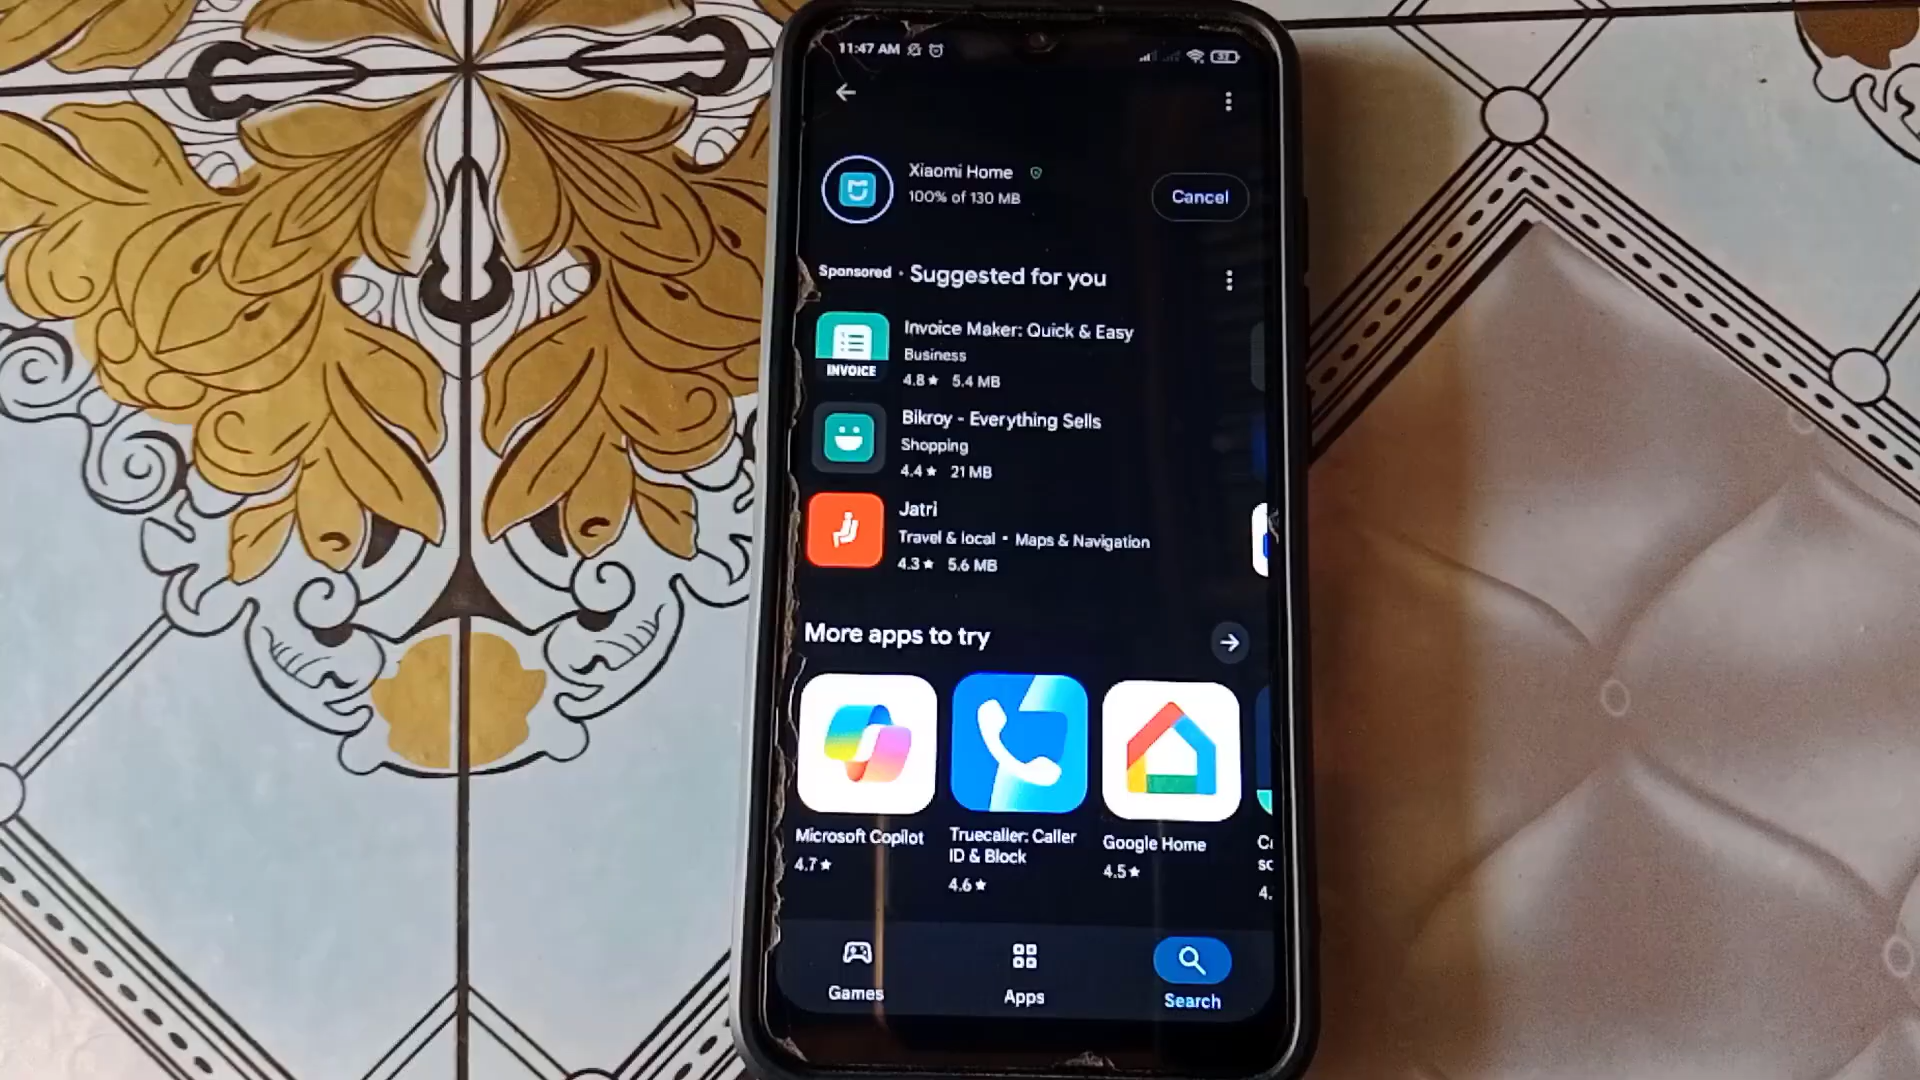 11:47 AM
32
Xiaomi Home
100% of 130 MB
Cancel
Sponsored • Suggested for you
Invoice Maker: Quick & Easy
Business
4.8★ 5.4 MB
INVOICE
Bikroy - Everything Sells
Shopping
4.4★ 21 MB
Jatri
Travel & local • Maps & Navigation
4.3★ 5.6 MB
More apps to try
Microsoft Copilot
4.7★
Truecaller: Caller
ID & Block
4.6★
Google Home
4.5★
4.
Games
Apps
Search